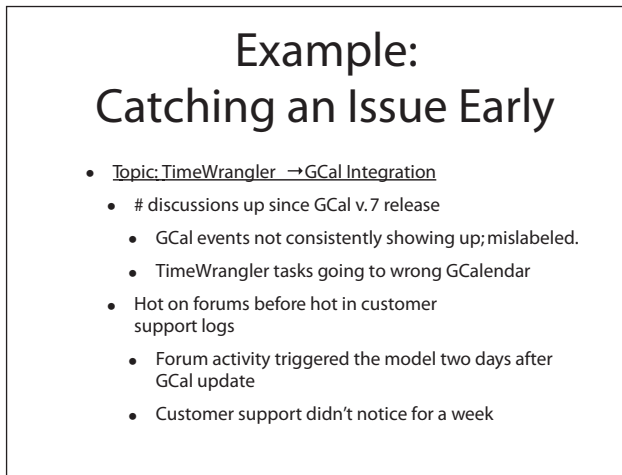 Example:
Catching an Issue Early
• Topic: TimeWrangler →GCal Integration
• # discussions up since GCal v.7 release
• GCal events not consistently showing up; mislabeled.
• TimeWrangler tasks going to wrong GCalendar
• Hot on forums before hot in customer
support logs
• Forum activity triggered the model two days after
GCal update
• Customer support didn’t notice for a week